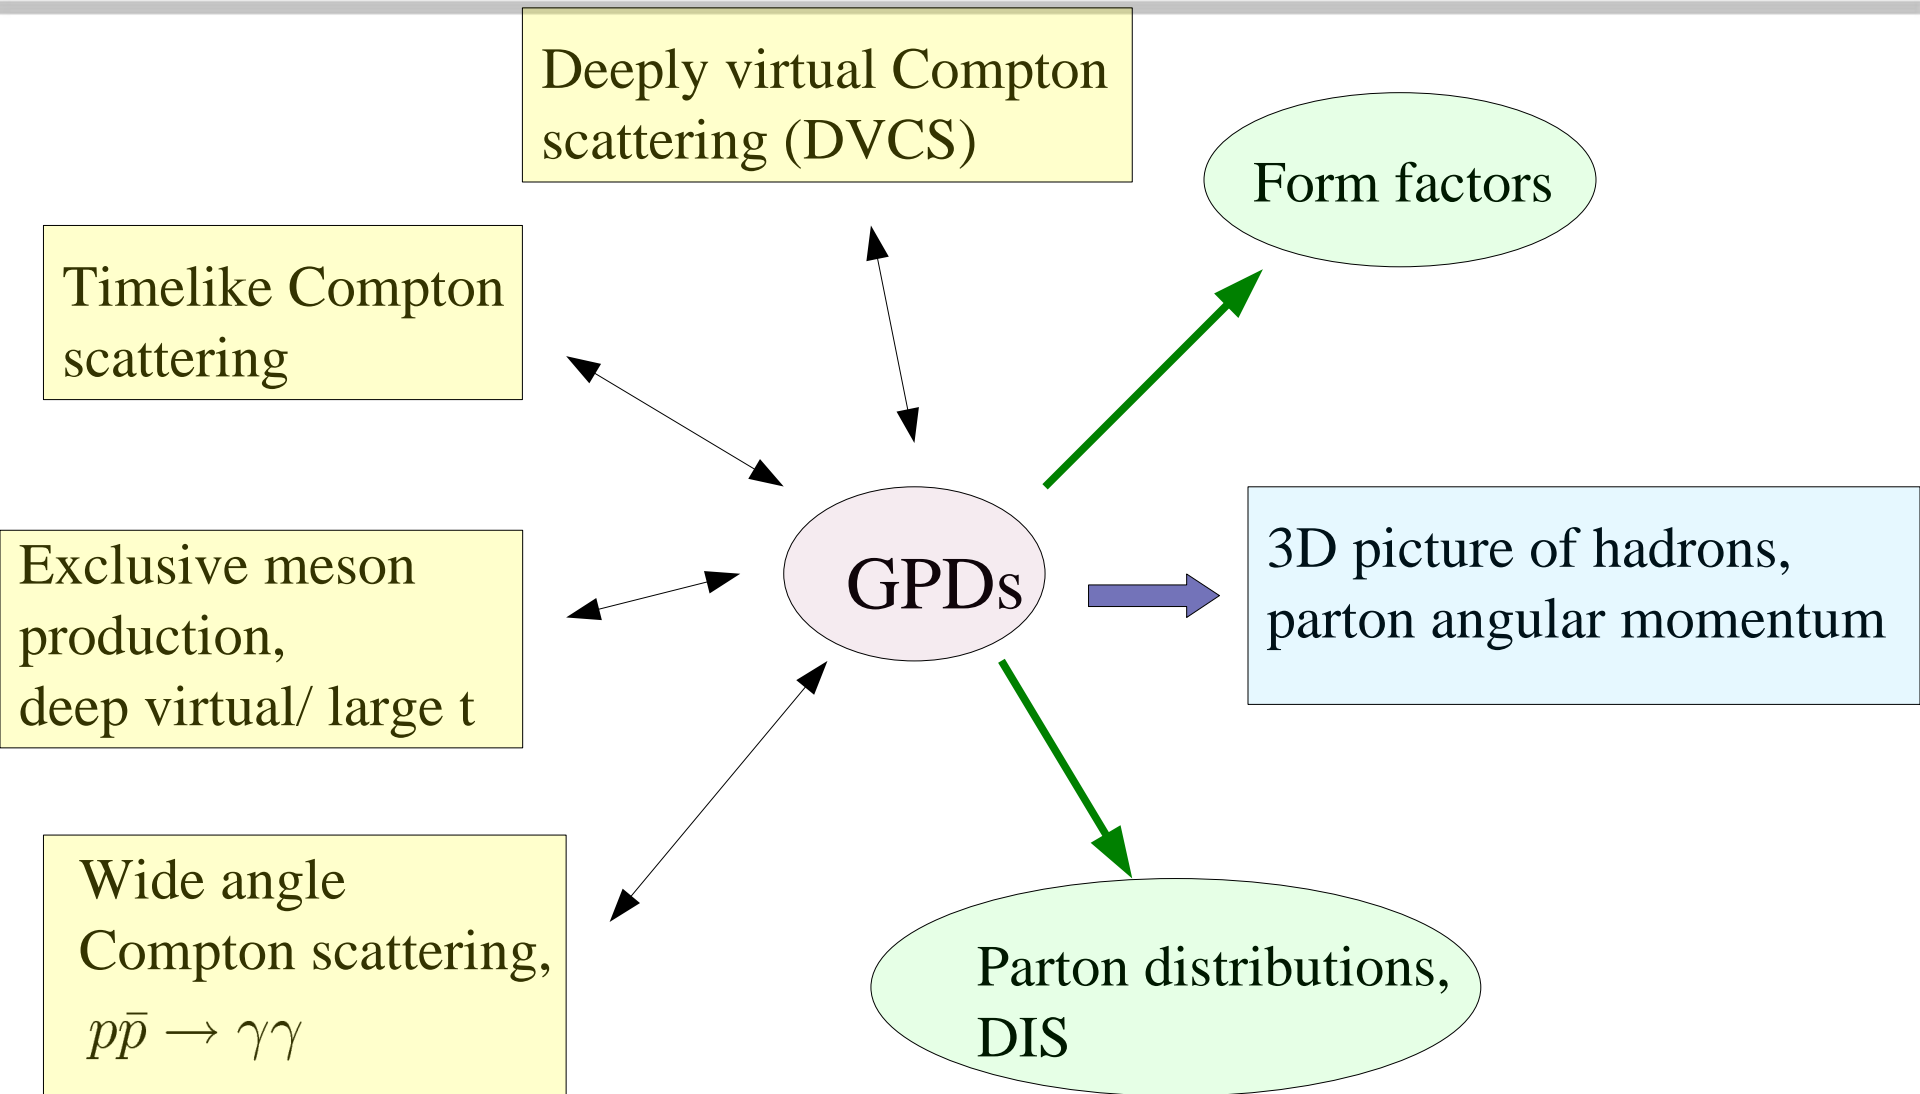 Deeply virtual Compton
scattering (DVCS)
Form factors
Timelike Compton
scattering
Exclusive meson
production,
deep virtual/ large t
GPDs
3D picture of hadrons,
parton angular momentum
Wide angle
Compton scattering,
pp̄ → γγ
Parton distributions,
DIS